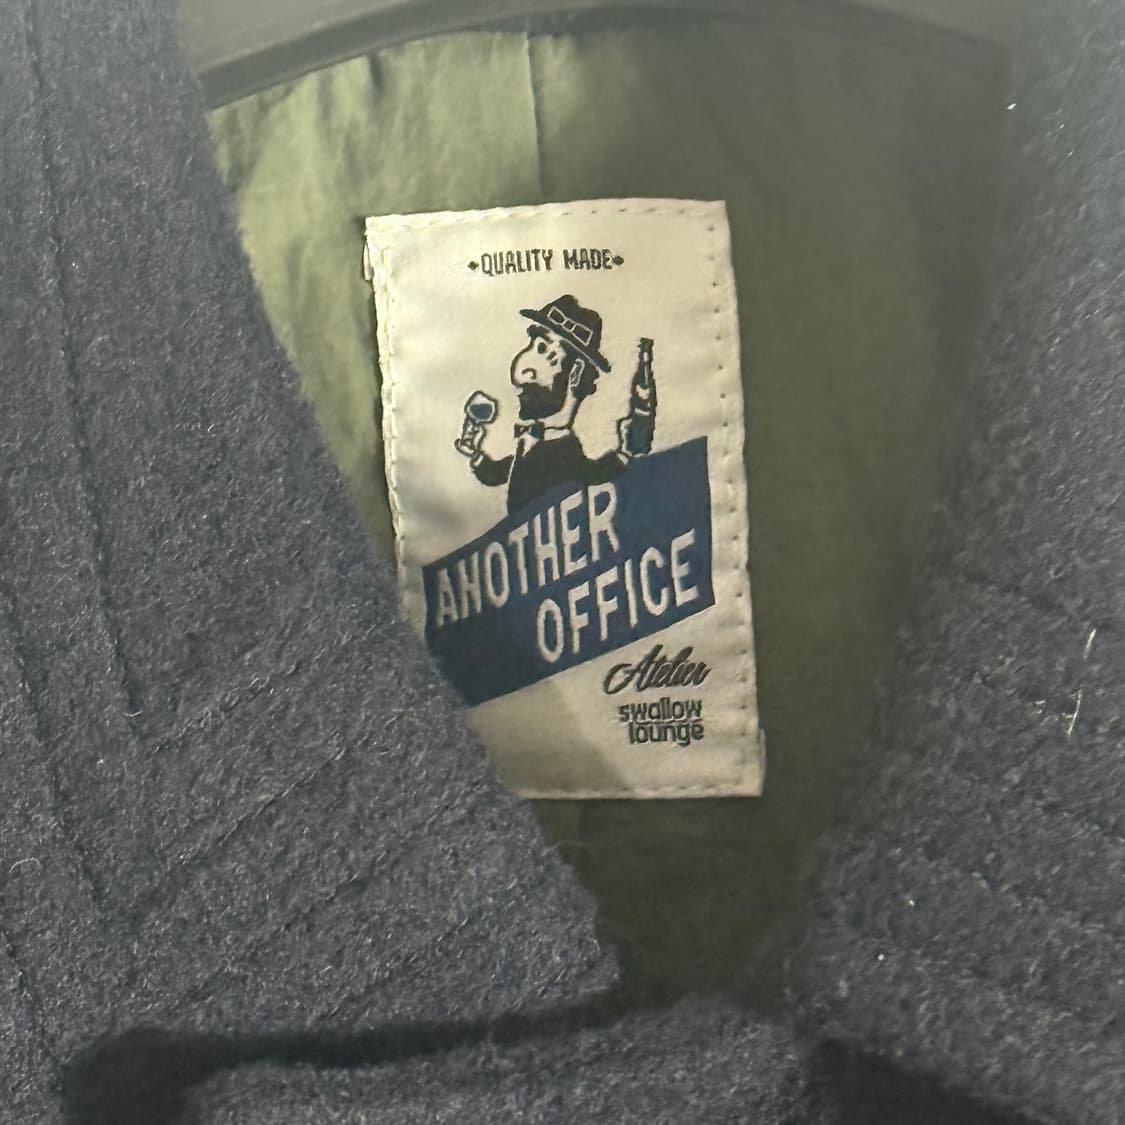 •QUALITY MADE•
ANOTHER
OFFICE
Atelier
swallow
lounge